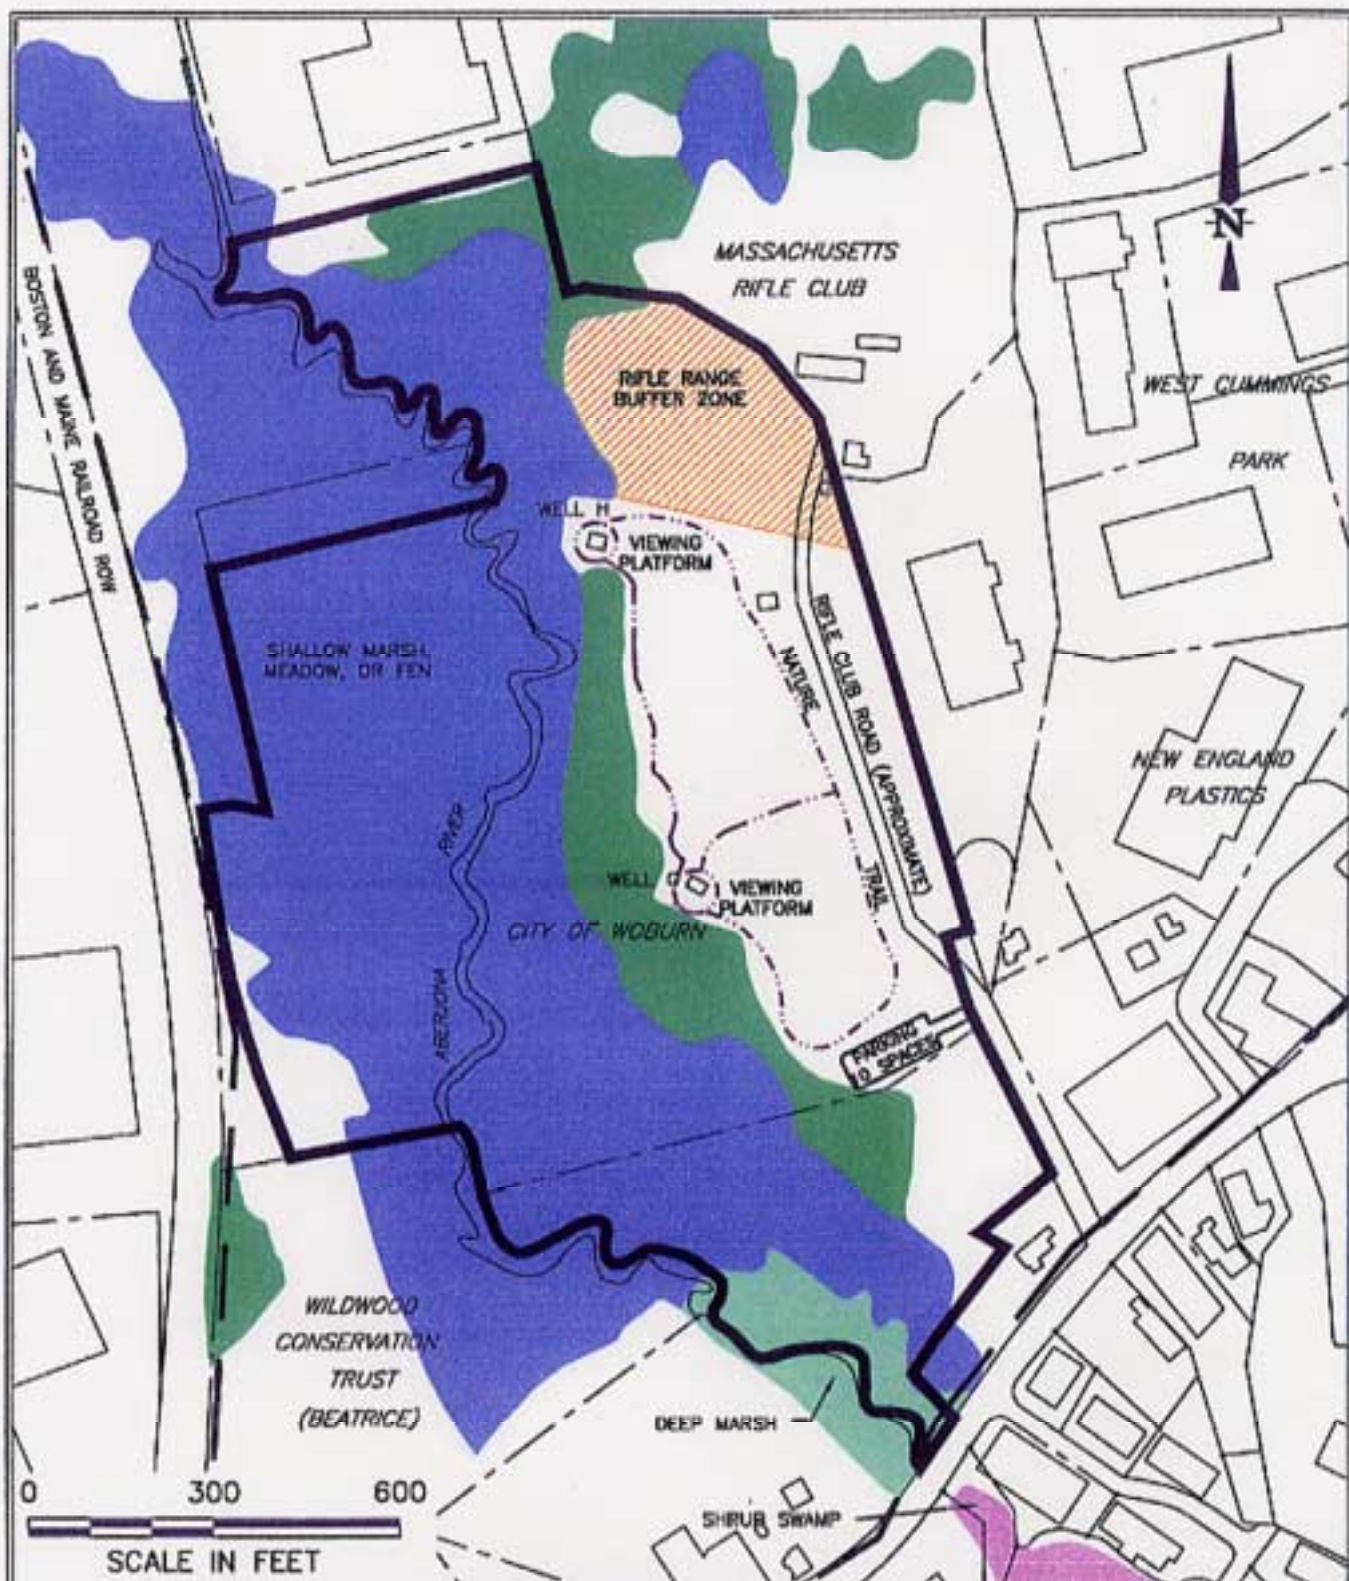 MASSACHUSETTS
RIFLE CLUB
N
BOSTON AND MAINE RAILROAD ROW
RIFLE RANGE
BUFFER ZONE
WEST CUMMINGS
PARK
WELL H
VIEWING
PLATFORM
SHALLOW MARSH,
MEADOW, OR FEN
NATURE
TRAIL
RIFLE CLUB ROAD (APPROXIMATE)
NEW ENGLAND
PLASTICS
RIVER
ABERJONA
WELL G
VIEWING
PLATFORM
CITY OF WOBURN
PARKING
SPACES
WILDWOOD
CONSERVATION
TRUST
(BEATRICE)
DEEP MARSH
SHRUB SWAMP
0 300 600
SCALE IN FEET